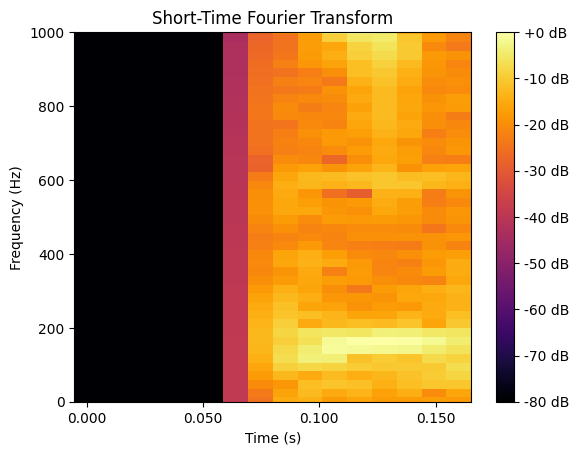 Short-Time Fourier Transform
1000
800
600
400
200
0
Frequency (Hz)
0.000
0.050
0.100
0.150
Time (s)
+0 dB
-10 dB
-20 dB
-30 dB
-40 dB
-50 dB
-60 dB
-70 dB
-80 dB